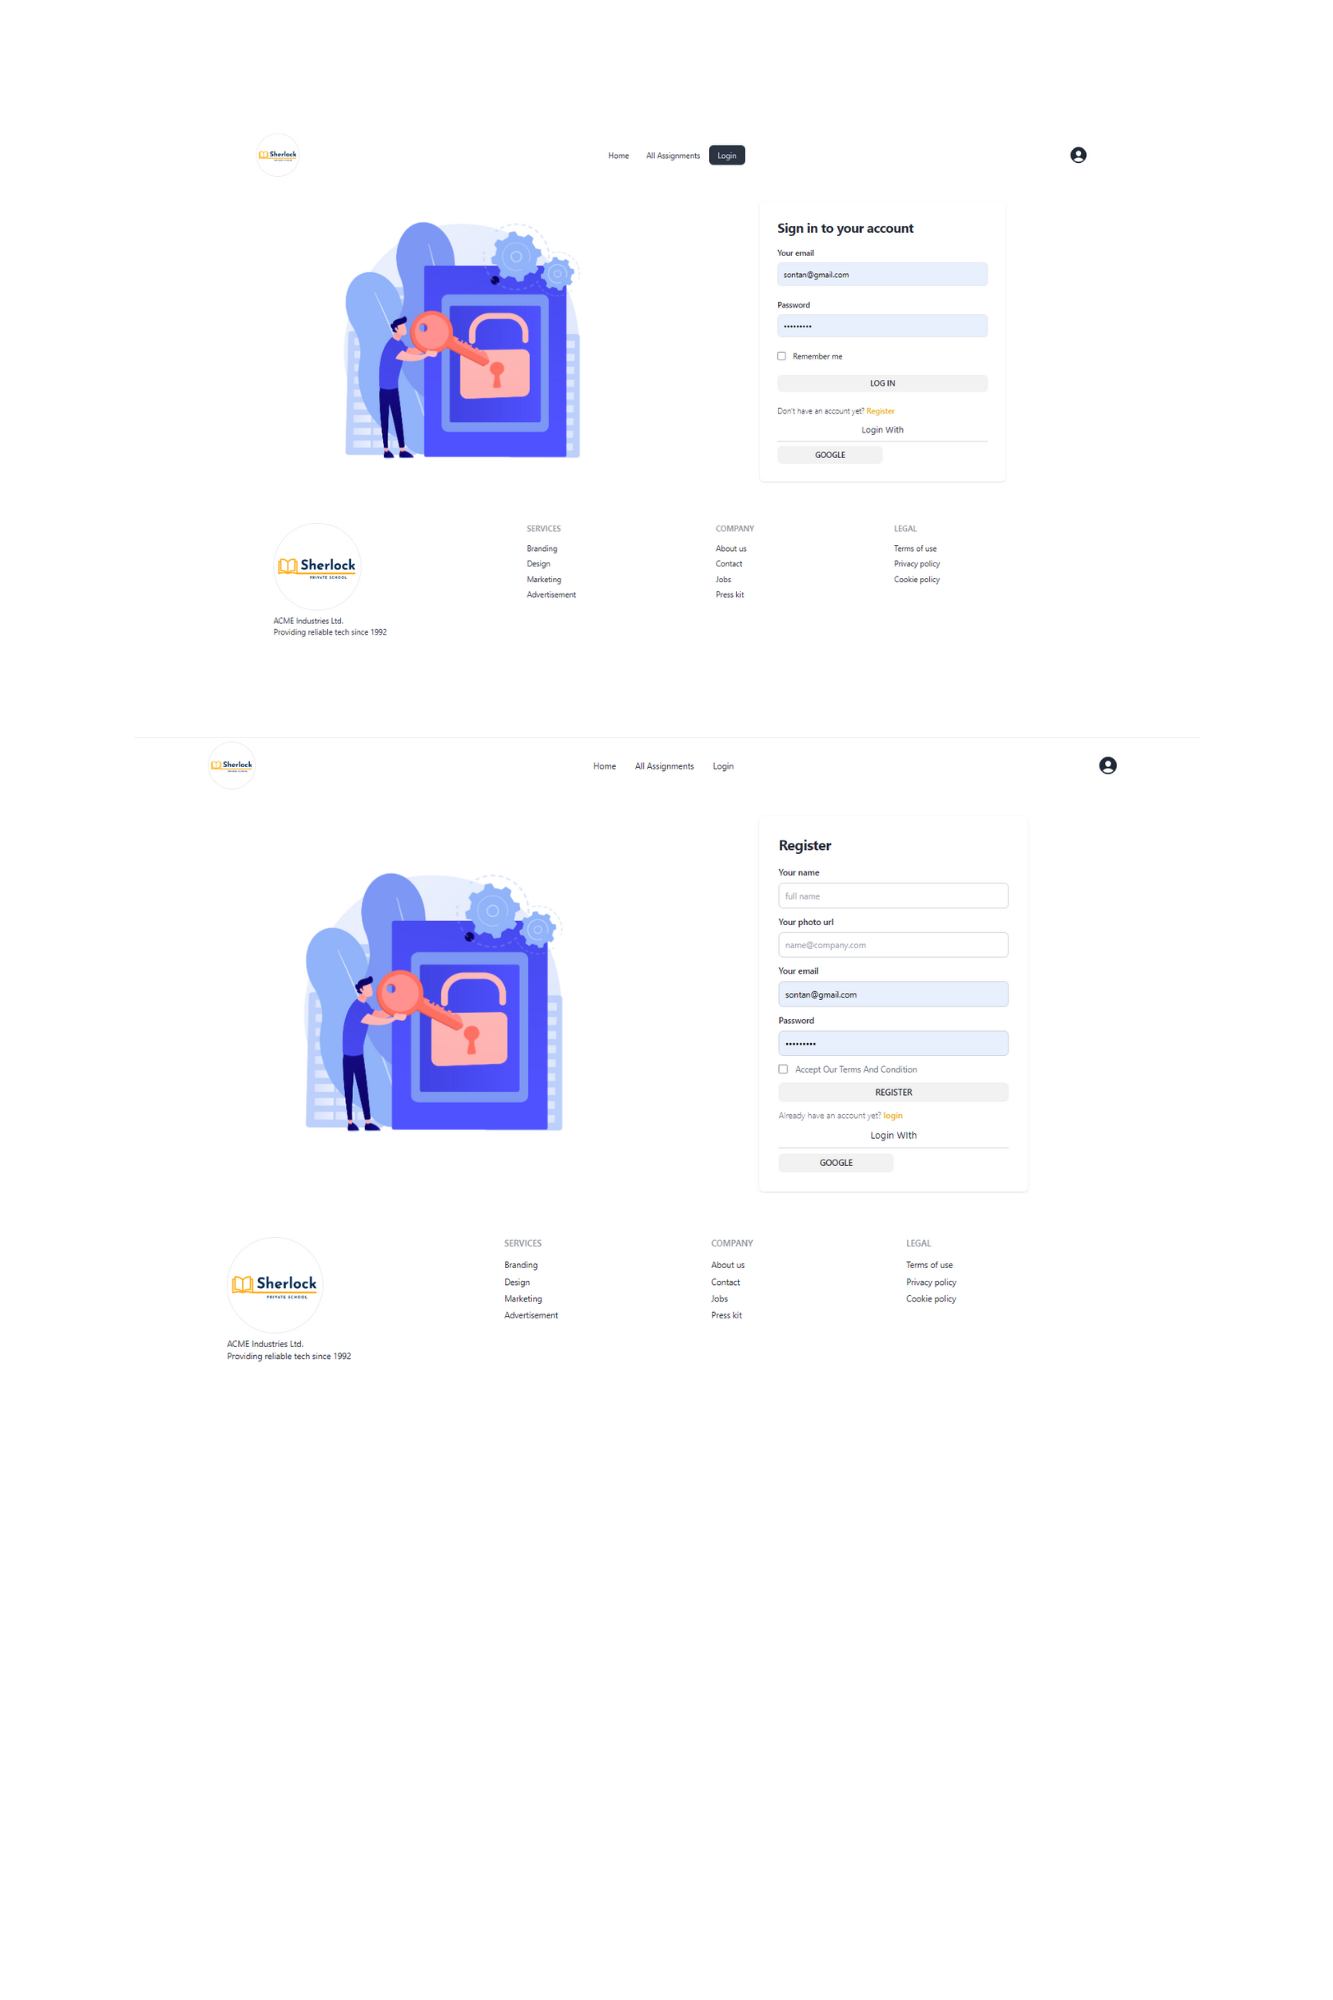 Sherlock
Home All Assignments Login
Sign in to your account
Your email
sontan@gmail.com
Password
•••••••••
Remember me
LOG IN
Don't have an account yet? Register
Login With
GOOGLE
Sherlock
PRIVATE SCHOOL
ACME Industries Ltd.
Providing reliable tech since 1992
SERVICES
Branding
Design
Marketing
Advertisement
COMPANY
About us
Contact
Jobs
Press kit
LEGAL
Terms of use
Privacy policy
Cookie policy
Sherlock
Home All Assignments Login
Register
Your name
full name
Your photo url
name@company.com
Your email
sontan@gmail.com
Password
•••••••••
Accept Our Terms And Condition
REGISTER
Already have an account yet? login
Login WIth
GOOGLE
Sherlock
PRIVATE SCHOOL
ACME Industries Ltd.
Providing reliable tech since 1992
SERVICES
Branding
Design
Marketing
Advertisement
COMPANY
About us
Contact
Jobs
Press kit
LEGAL
Terms of use
Privacy policy
Cookie policy